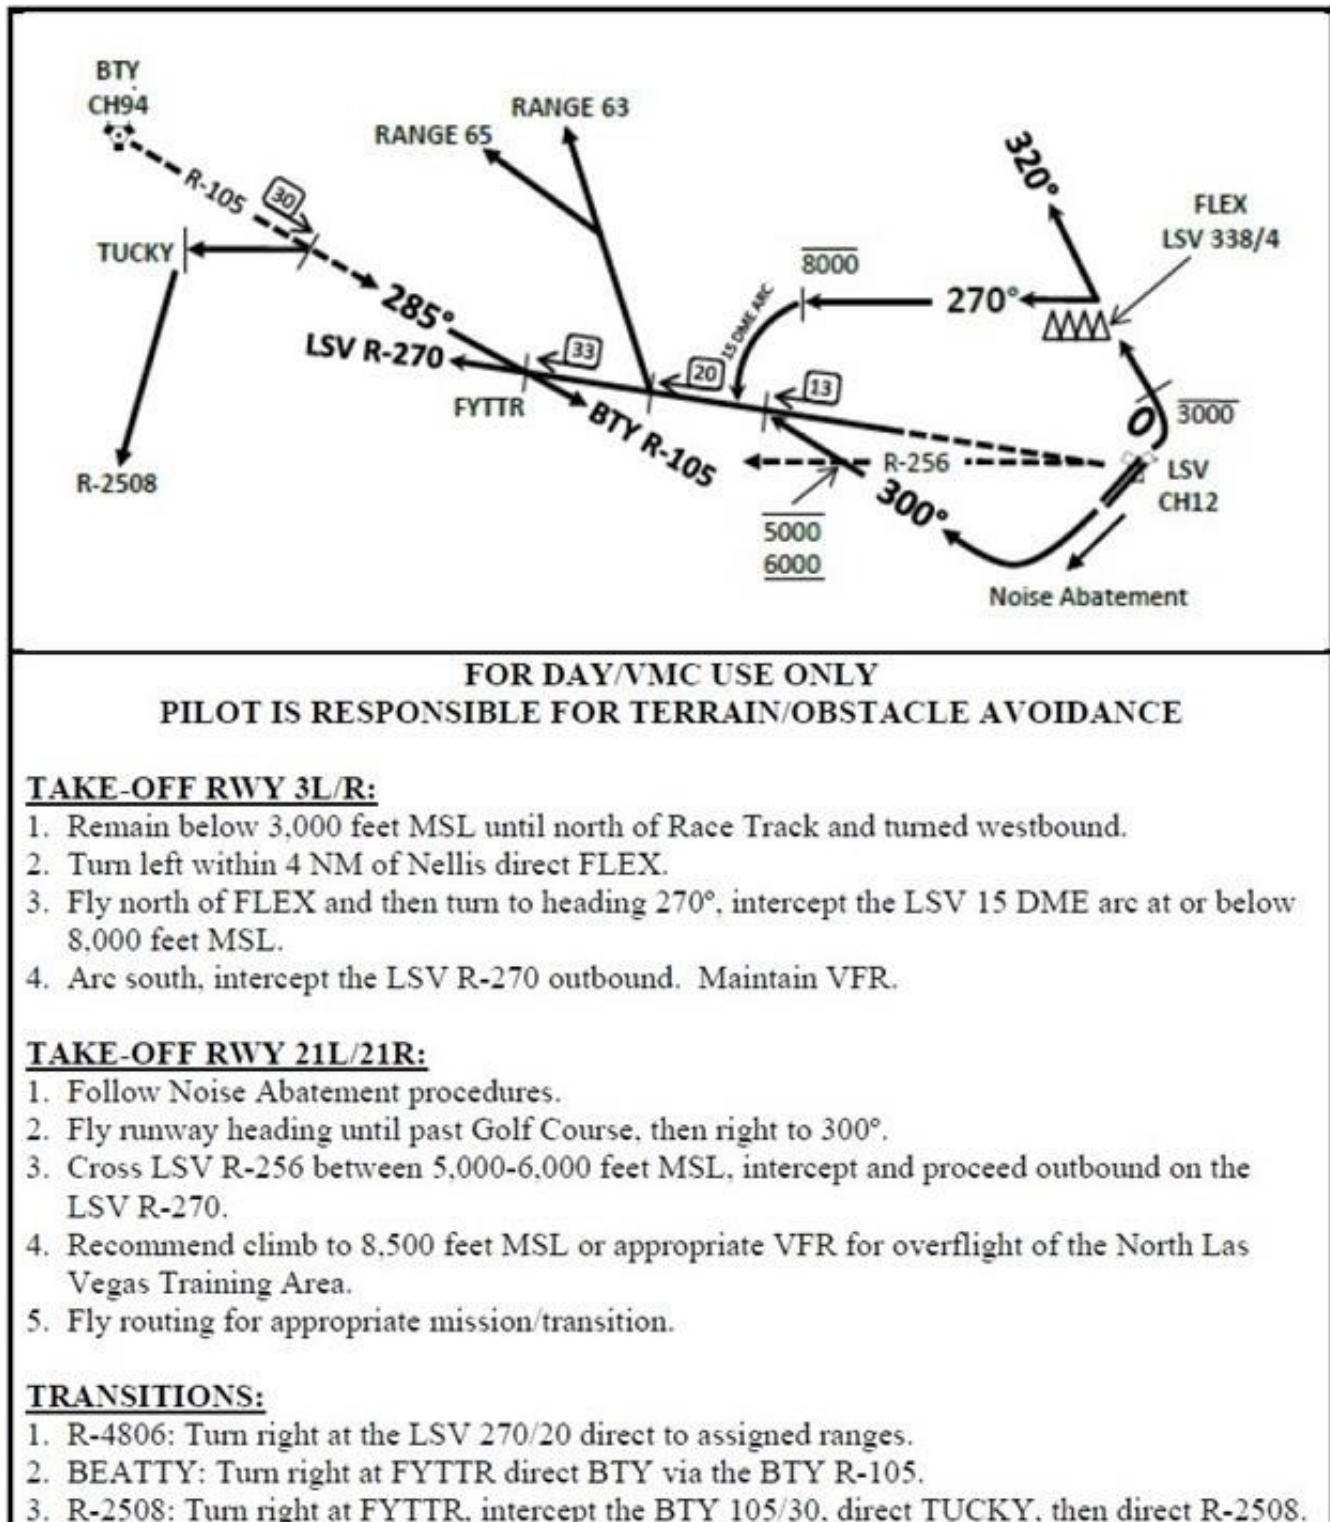 BTY
CH94
RANGE 63
RANGE 65
320°
R-105
30
FLEX
LSV 338/4
TUCKY
8000
270°
285°
15 DME ARC
LSV R-270
33
20
13
FYTTR
BTY R-105
3000
R-256
LSV
CH12
R-2508
300°
5000
6000
Noise Abatement
FOR DAY/VMC USE ONLY
PILOT IS RESPONSIBLE FOR TERRAIN/OBSTACLE AVOIDANCE
TAKE-OFF RWY 3L/R:
1. Remain below 3,000 feet MSL until north of Race Track and turned westbound.
2. Turn left within 4 NM of Nellis direct FLEX.
3. Fly north of FLEX and then turn to heading 270°, intercept the LSV 15 DME arc at or below
8,000 feet MSL.
4. Arc south, intercept the LSV R-270 outbound. Maintain VFR.
TAKE-OFF RWY 21L/21R:
1. Follow Noise Abatement procedures.
2. Fly runway heading until past Golf Course, then right to 300°.
3. Cross LSV R-256 between 5,000-6,000 feet MSL, intercept and proceed outbound on the
LSV R-270.
4. Recommend climb to 8,500 feet MSL or appropriate VFR for overflight of the North Las
Vegas Training Area.
5. Fly routing for appropriate mission/transition.
TRANSITIONS:
1. R-4806: Turn right at the LSV 270/20 direct to assigned ranges.
2. BEATTY: Turn right at FYTTR direct BTY via the BTY R-105.
3. R-2508: Turn right at FYTTR, intercept the BTY 105/30, direct TUCKY, then direct R-2508.